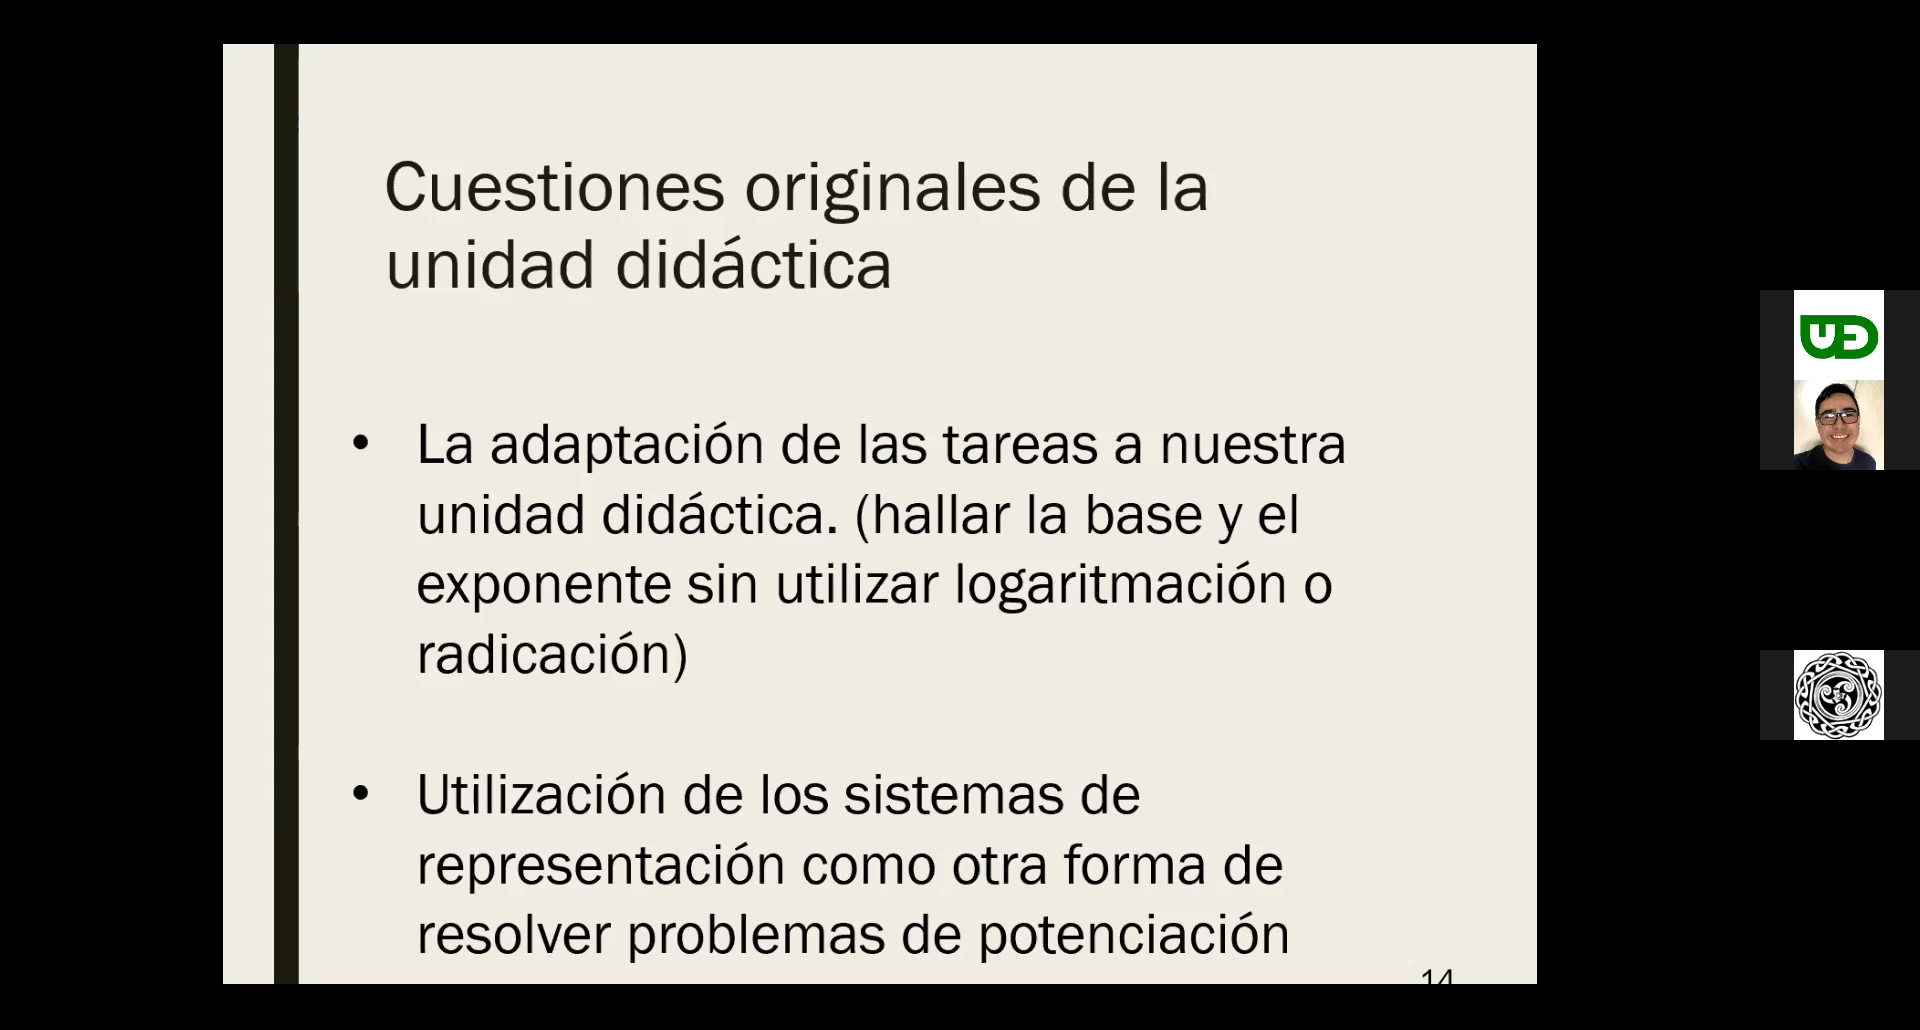 Cuestiones originales de la
unidad didáctica
• La adaptación de las tareas a nuestra
unidad didáctica. (hallar la base y el
exponente sin utilizar logaritmación o
radicación)
• Utilización de los sistemas de
representación como otra forma de
resolver problemas de potenciación
14